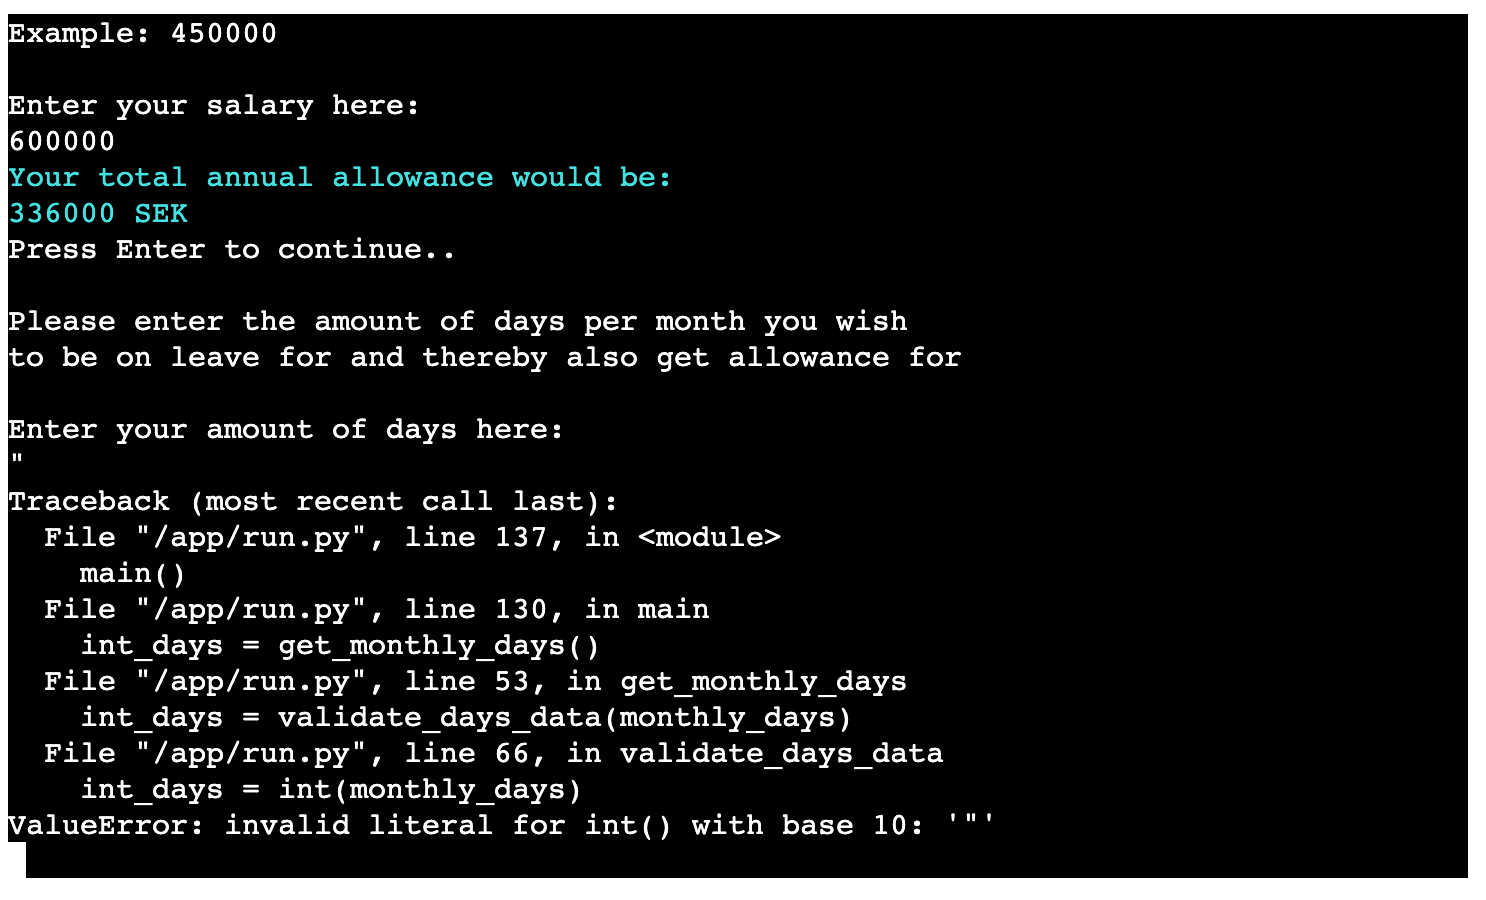 Example: 450000
Enter your salary here:
600000
Your total annual allowance would be:
336000 SEK
Press Enter to continue..
Please enter the amount of days per month you wish
to be on leave for and thereby also get allowance for
Enter your amount of days here:
"
Traceback (most recent call last):
  File "/app/run.py", line 137, in <module>
    main()
  File "/app/run.py", line 130, in main
    int_days = get_monthly_days()
  File "/app/run.py", line 53, in get_monthly_days
    int_days = validate_days_data(monthly_days)
  File "/app/run.py", line 66, in validate_days_data
    int_days = int(monthly_days)
ValueError: invalid literal for int() with base 10: '"'